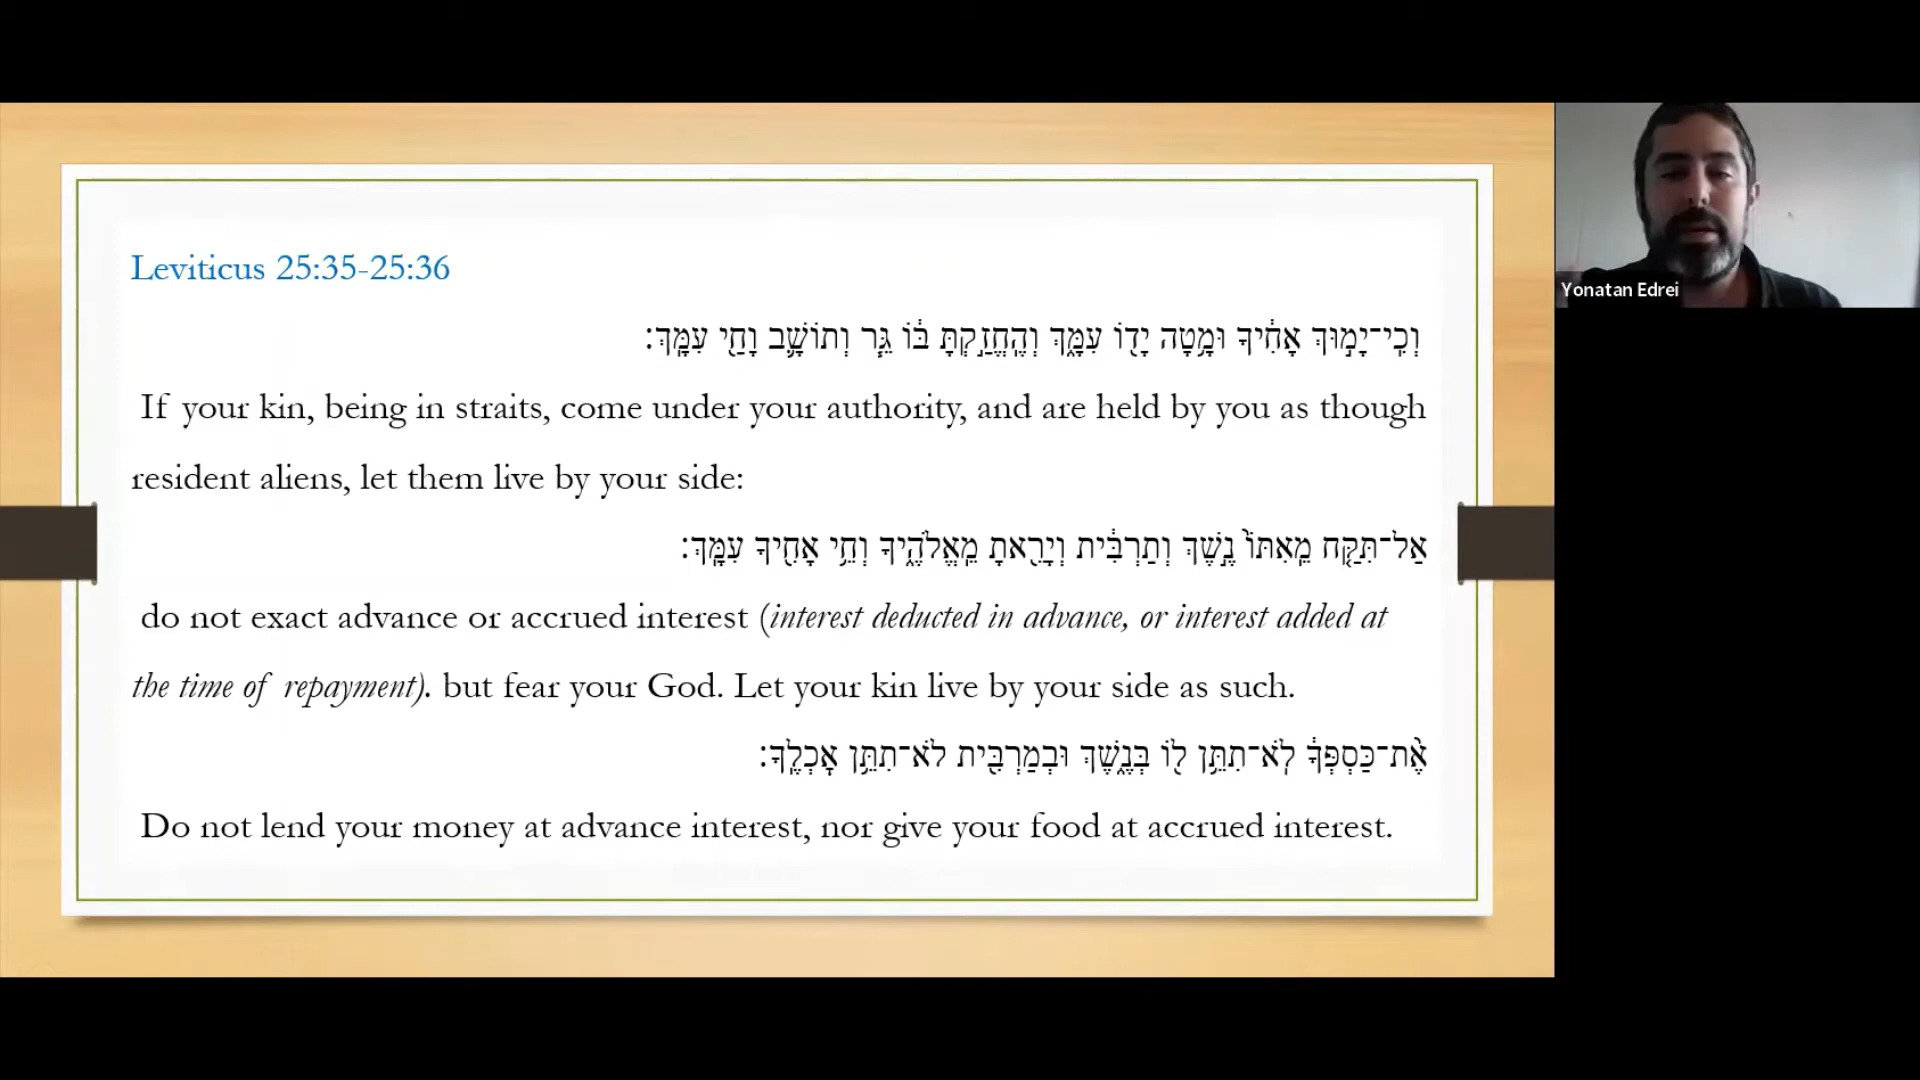 Leviticus 25:35-25:36
וְכִֽי־יָמ֣וּךְ אָחִ֔יךָ וּמָ֥טָה יָד֖וֹ עִמָּ֑ךְ וְהֶֽחֱזַ֣קְתָּ בּ֔וֹ גֵּ֧ר וְתוֹשָׁ֛ב וָחַ֖י עִמָּֽךְ׃
If your kin, being in straits, come under your authority, and are held by you as though
resident aliens, let them live by your side:
אַל־תִּקַּ֤ח מֵֽאִתּוֹ֙ נֶ֣שֶׁךְ וְתַרְבִּ֔ית וְיָרֵ֖אתָ מֵֽאֱלֹהֶ֑יךָ וְחֵ֥י אָחִ֖יךָ עִמָּֽךְ׃
do not exact advance or accrued interest (interest deducted in advance, or interest added at
the time of repayment). but fear your God. Let your kin live by your side as such.
אֶ֨ת־כַּסְפְּךָ֔ לֹֽא־תִתֵּ֥ן ל֖וֹ בְּנֶ֑שֶׁךְ וּבְמַרְבִּ֖ית לֹא־תִתֵּ֥ן אׇכְלֶֽךָ׃
Do not lend your money at advance interest, nor give your food at accrued interest.
Yonatan Edrei